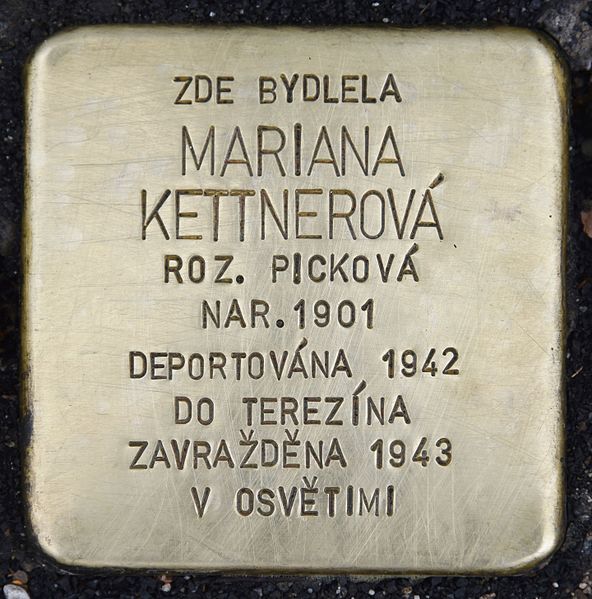 ZDE BYDLELA
MARIANA
KETTNEROVÁ
ROZ. PICKOVÁ
NAR. 1901
DEPORTOVÁNA 1942
DO TEREZÍNA
ZAVRAŽDĚNA 1943
V OSVĚTIMI